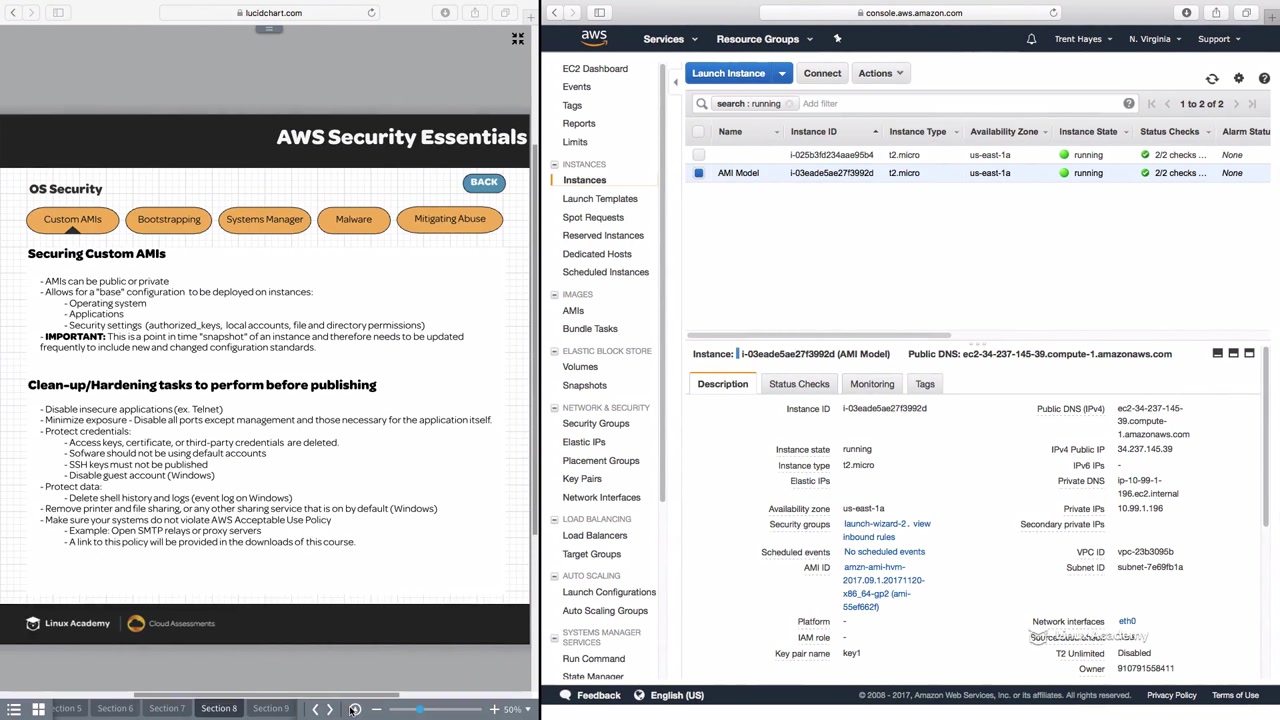 lucidchart.com
AWS Security Essentials
OS Security
BACK
Custom AMIs
Bootstrapping
Systems Manager
Malware
Mitigating Abuse
Securing Custom AMIs
- AMIs can be public or private
- Allows for a "base" configuration to be deployed on instances:
- Operating system
- Applications
- Security settings (authorized_keys, local accounts, file and directory permissions)
- IMPORTANT: This is a point in time "snapshot" of an instance and therefore needs to be updated
frequently to include new and changed configuration standards.
Clean-up/Hardening tasks to perform before publishing
- Disable insecure applications (ex. Telnet)
- Minimize exposure - Disable all ports except management and those necessary for the application itself.
- Protect credentials:
- Access keys, certificate, or third-party credentials are deleted.
- Sofware should not be using default accounts
- SSH keys must not be published
- Disable guest account (Windows)
- Protect data:
- Delete shell history and logs (event log on Windows)
- Remove printer and file sharing, or any other sharing service that is on by default (Windows)
- Make sure your systems do not violate AWS Acceptable Use Policy
- Example: Open SMTP relays or proxy servers
- A link to this policy will be provided in the downloads of this course.
Linux Academy
Cloud Assessments
ction 5
Section 6
Section 7
Section 8
Section 9
50%
console.aws.amazon.com
aws
Services
Resource Groups
Trent Hayes
N. Virginia
Support
EC2 Dashboard
Events
Tags
Reports
Limits
INSTANCES
Instances
Launch Templates
Spot Requests
Reserved Instances
Dedicated Hosts
Scheduled Instances
IMAGES
AMIs
Bundle Tasks
ELASTIC BLOCK STORE
Volumes
Snapshots
NETWORK & SECURITY
Security Groups
Elastic IPs
Placement Groups
Key Pairs
Network Interfaces
LOAD BALANCING
Load Balancers
Target Groups
AUTO SCALING
Launch Configurations
Auto Scaling Groups
SYSTEMS MANAGER
SERVICES
Run Command
State Manager
Launch Instance
Connect
Actions
search : running
Add filter
1 to 2 of 2
Name Instance ID Instance Type Availability Zone Instance State Status Checks Alarm Statu
i-025b3fd234aae95b4 t2.micro us-east-1a running 2/2 checks ... None
AMI Model i-03eade5ae27f3992d t2.micro us-east-1a running 2/2 checks ... None
Instance: i-03eade5ae27f3992d (AMI Model) Public DNS: ec2-34-237-145-39.compute-1.amazonaws.com
Description
Status Checks
Monitoring
Tags
Instance ID i-03eade5ae27f3992d
Instance state running
Instance type t2.micro
Elastic IPs
Availability zone us-east-1a
Security groups launch-wizard-2. view
inbound rules
Scheduled events No scheduled events
AMI ID amzn-ami-hvm-
2017.09.1.20171120-
x86_64-gp2 (ami-
55ef662f)
Platform -
IAM role -
Key pair name key1
Public DNS (IPv4) ec2-34-237-145-
39.compute-
1.amazonaws.com
IPv4 Public IP 34.237.145.39
IPv6 IPs -
Private DNS ip-10-99-1-
196.ec2.internal
Private IPs 10.99.1.196
Secondary private IPs
VPC ID vpc-23b3095b
Subnet ID subnet-7e69fb1a
Network interfaces eth0
Linux Academy
T2 Unlimited Disabled
Owner 910791558411
Feedback
English (US)
© 2008 - 2017, Amazon Web Services, Inc. or its affiliates. All rights reserved.
Privacy Policy
Terms of Use